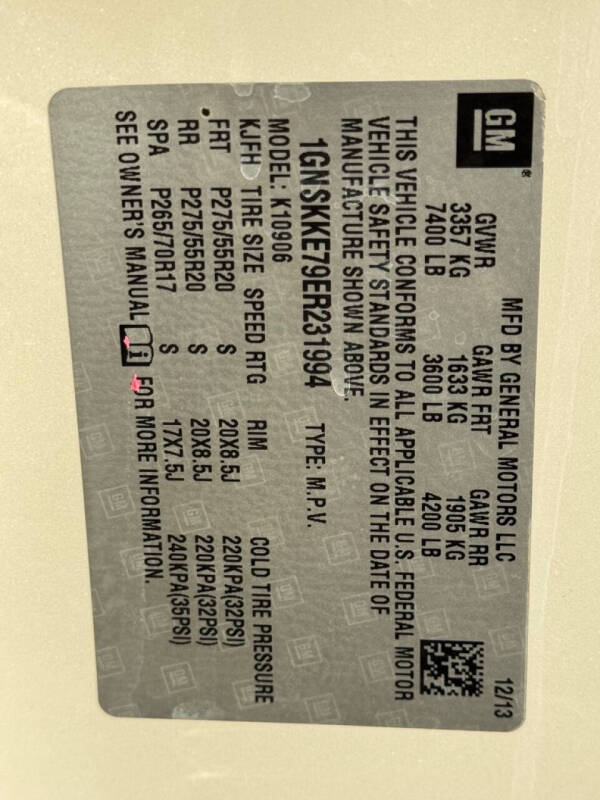 GM
MFD BY GENERAL MOTORS LLC 12/13
GVWR GAWR FRT GAWR RR
3357 KG 1633 KG 1905 KG
7400 LB 3600 LB 4200 LB
THIS VEHICLE CONFORMS TO ALL APPLICABLE U.S. FEDERAL MOTOR
VEHICLE SAFETY STANDARDS IN EFFECT ON THE DATE OF
MANUFACTURE SHOWN ABOVE.
1GNSKKE79ER231994 TYPE: M.P.V.
MODEL: K10906
KJFH TIRE SIZE SPEED RTG RIM COLD TIRE PRESSURE
FRT P275/55R20 S 20X8.5J 220KPA(32PSI)
RR P275/55R20 S 20X8.5J 220KPA(32PSI)
SPA P265/70R17 S 17X7.5J 240KPA(35PSI)
SEE OWNER'S MANUAL i FOR MORE INFORMATION.